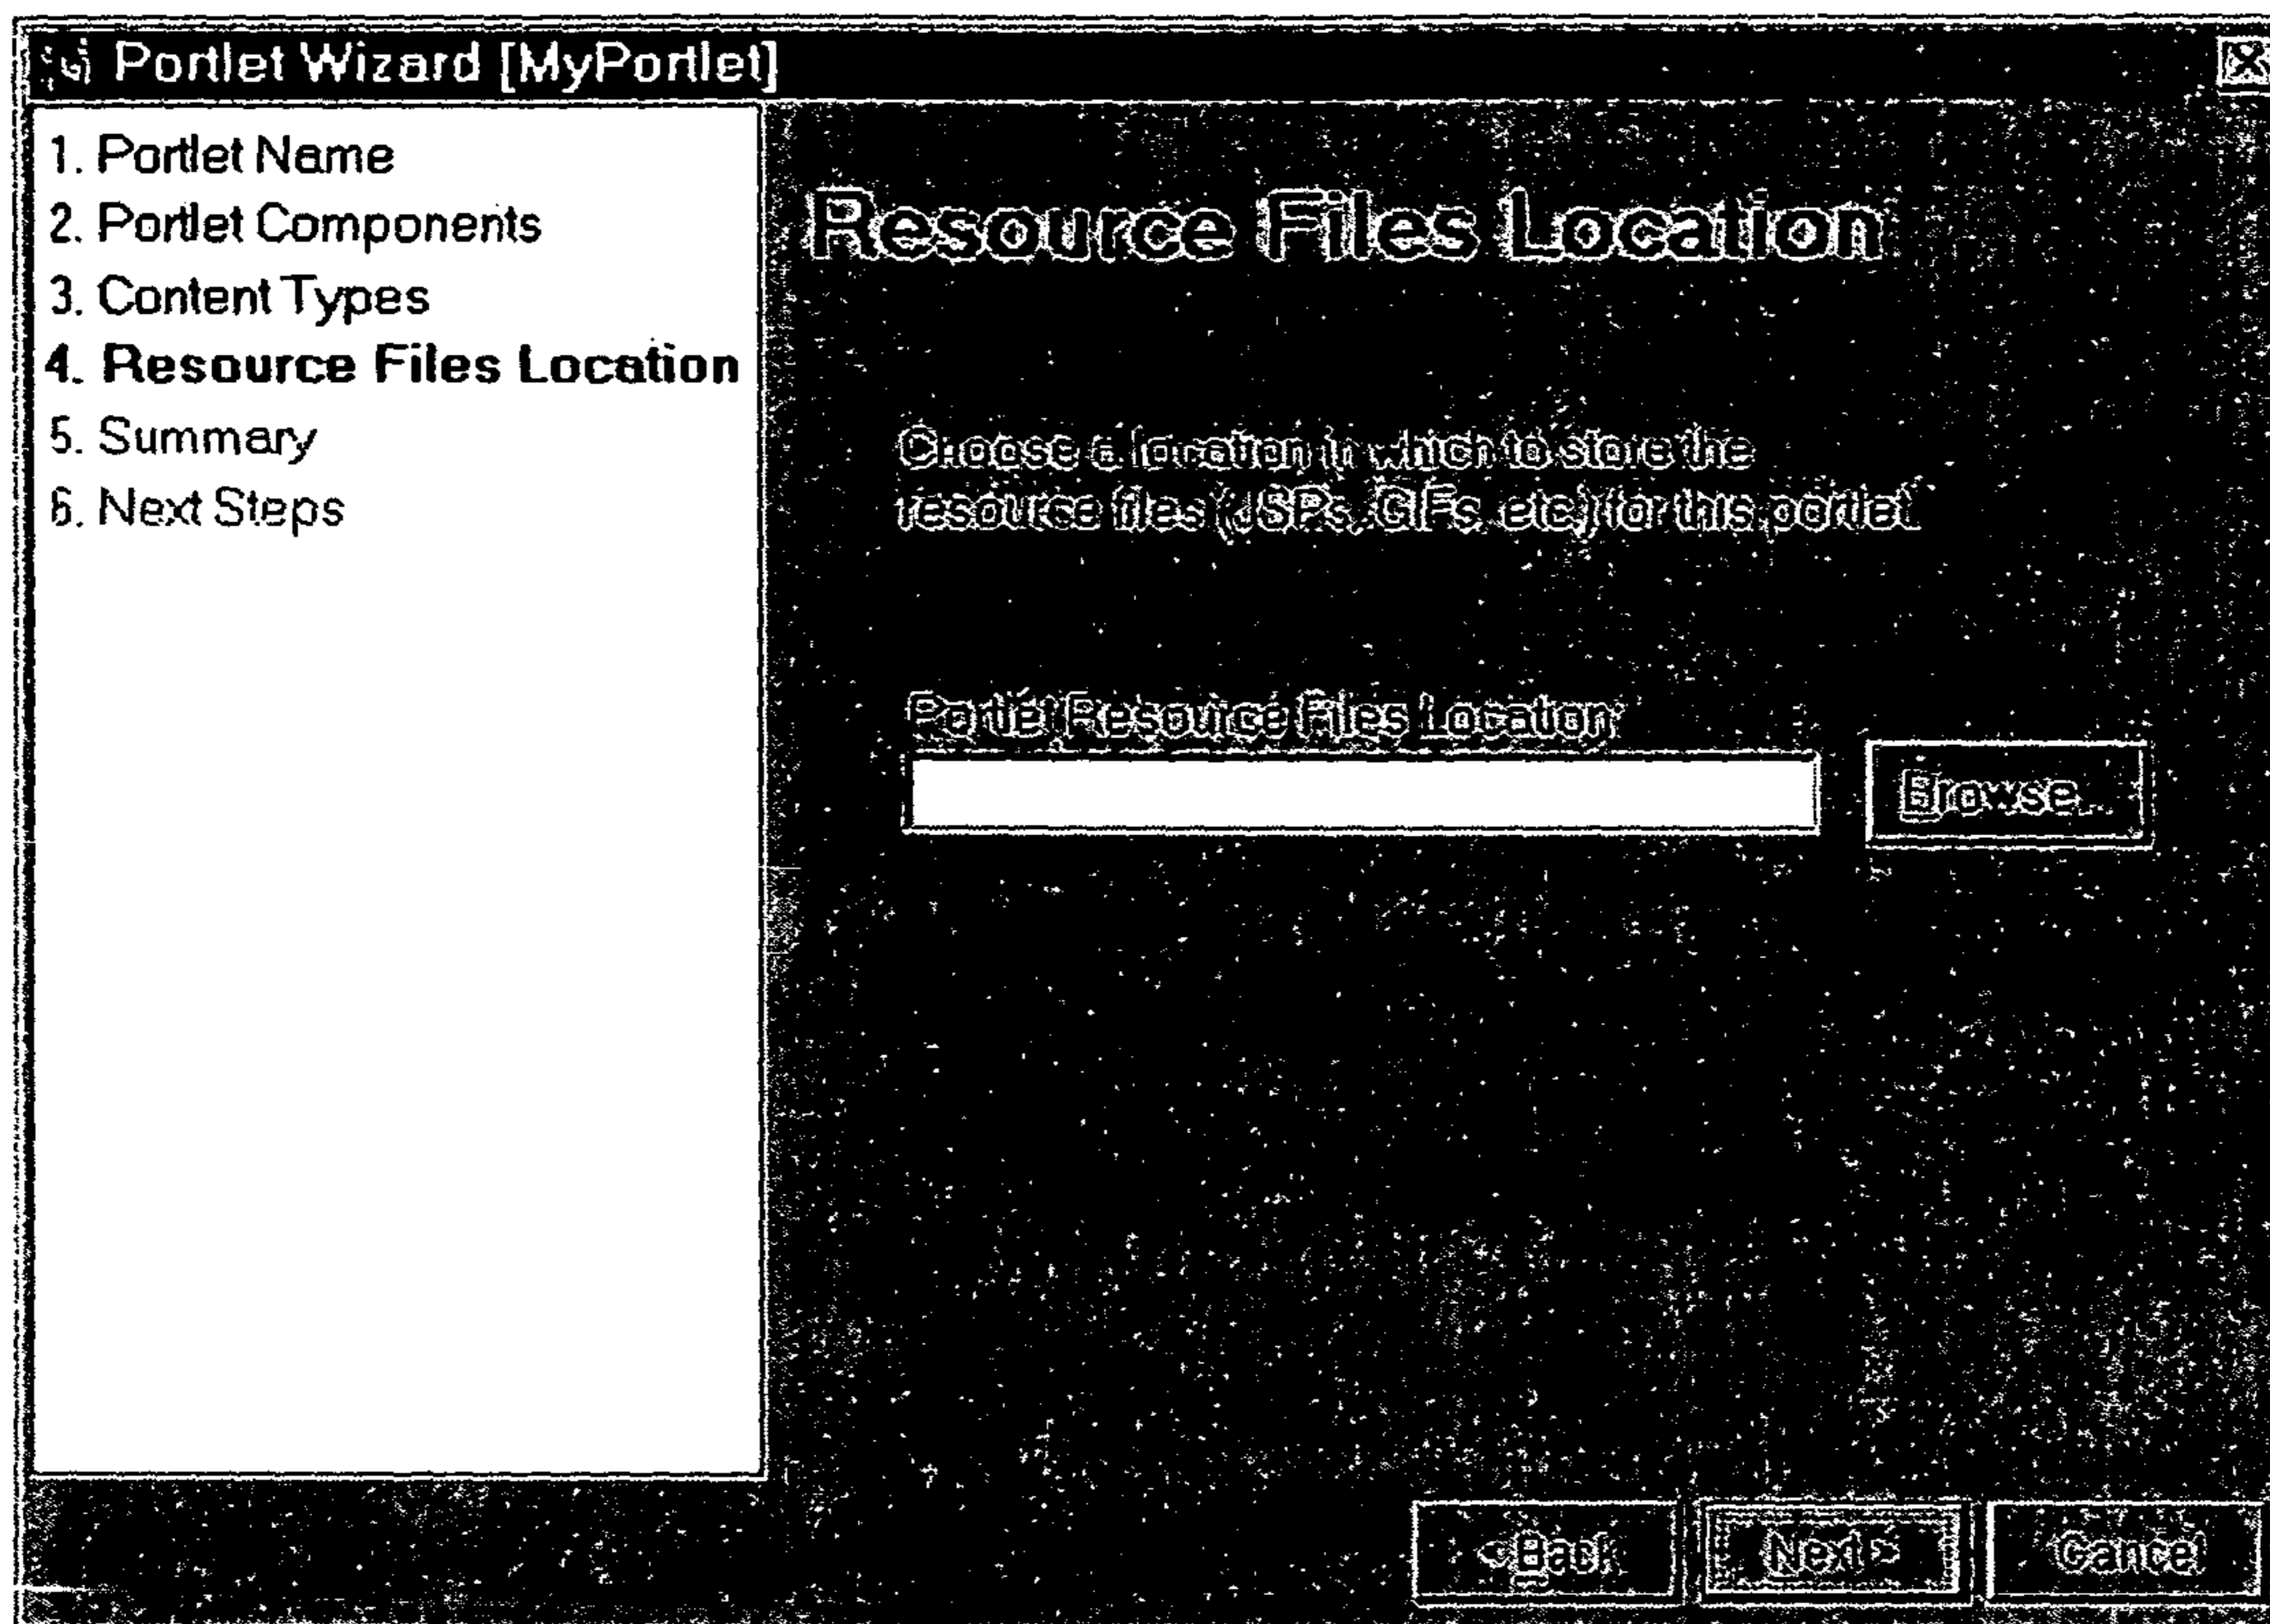 Portlet Wizard [MyPortlet]
1. Portlet Name
2. Portlet Components
3. Content Types
4. Resource Files Location
5. Summary
6. Next Steps
Resource Files Location
Choose a location in which to store the
resource files (JSPs, GIFs, etc.) for this portlet.
Portlet Resource Files Location:
Browse...
< Back
Next >
Cancel